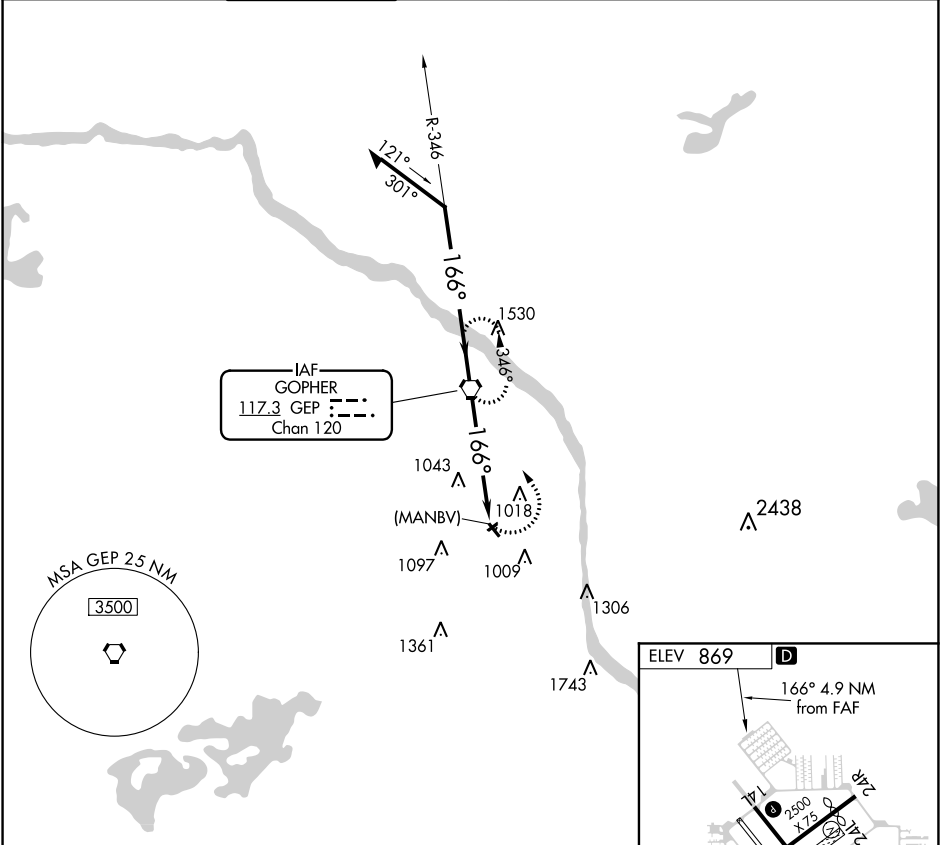 R-346
121°
301°
166°
1530
346°
IAF
GOPHER
117.3 GEP
Chan 120
166°
1043
1018
(MANBV)
2438
1097
1009
MSA GEP 25 NM
3500
1306
1361
1743
ELEV 869 D
166° 4.9 NM
from FAF
14L
24R
P
2500
X 75
24L